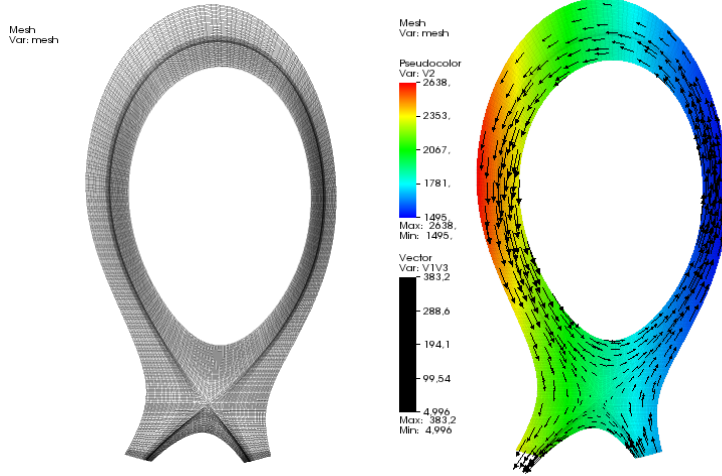 Mesh
Var: mesh
Mesh
Var: mesh
Pseudocolor
Var: V2
2638,
2353,
2067,
1781,
1495,
Max: 2638,
Min: 1495,
Vector
Var: V1V3
383,2
288,6
194,1
99,54
4,996
Max: 383,2
Min: 4,996